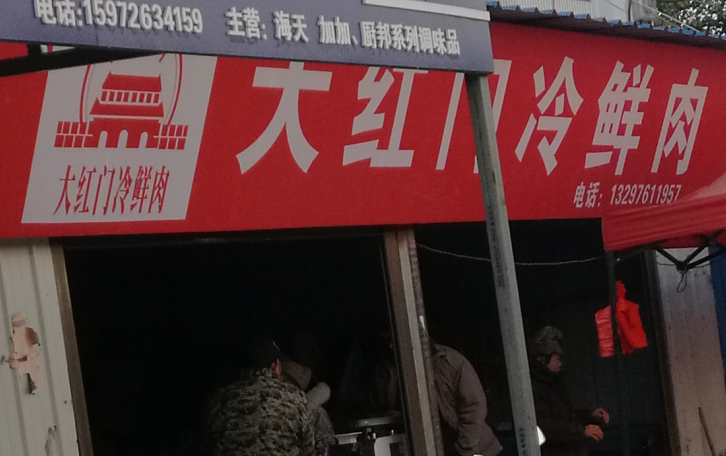 电话:15972634159
主营: 海天 加加、厨邦系列调味品
大红门冷鲜肉
电话: 13297611957
大红门冷鲜肉